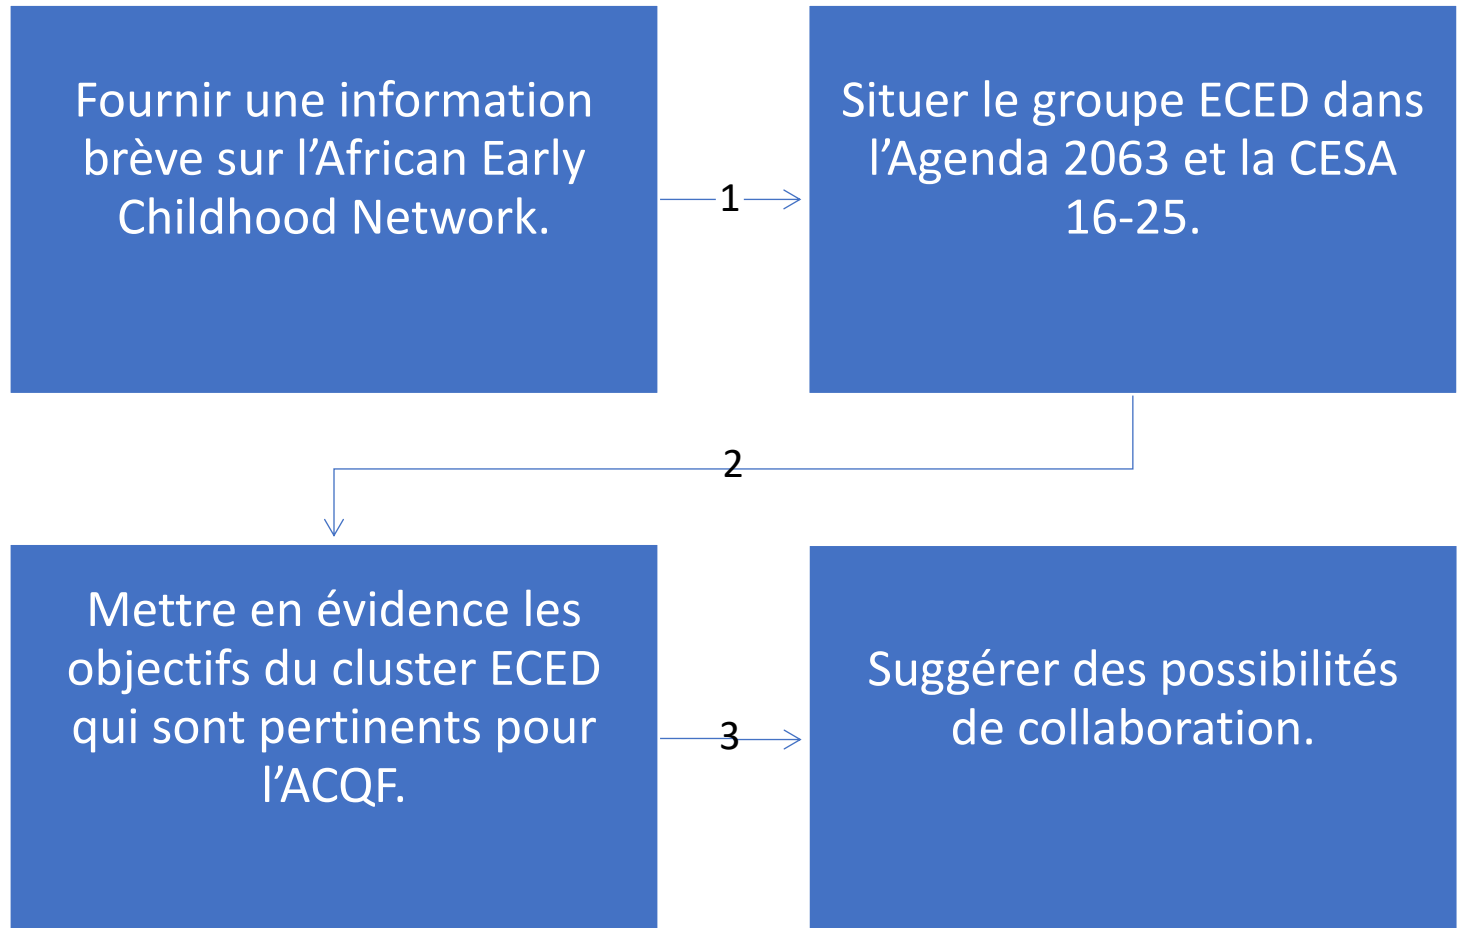 Fournir une information
brève sur l’African Early
Childhood Network.
1
Situer le groupe ECED dans
l’Agenda 2063 et la CESA
16-25.
2
Mettre en évidence les
objectifs du cluster ECED
qui sont pertinents pour
l’ACQF.
3
Suggérer des possibilités
de collaboration.